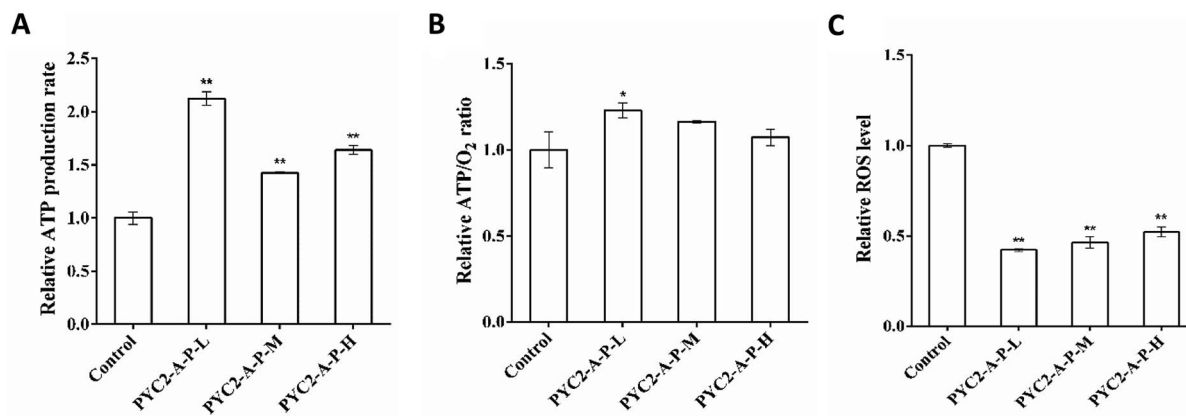 A
Relative ATP production rate
2.5
2.0
1.5
1.0
0.5
0.0
**
**
**
Control
PYC2-A-P-L
PYC2-A-P-M
PYC2-A-P-H
B
Relative ATP/O₂ ratio
1.5
1.0
0.5
0.0
*
Control
PYC2-A-P-L
PYC2-A-P-M
PYC2-A-P-H
C
Relative ROS level
1.5
1.0
0.5
0.0
**
**
**
Control
PYC2-A-P-L
PYC2-A-P-M
PYC2-A-P-H